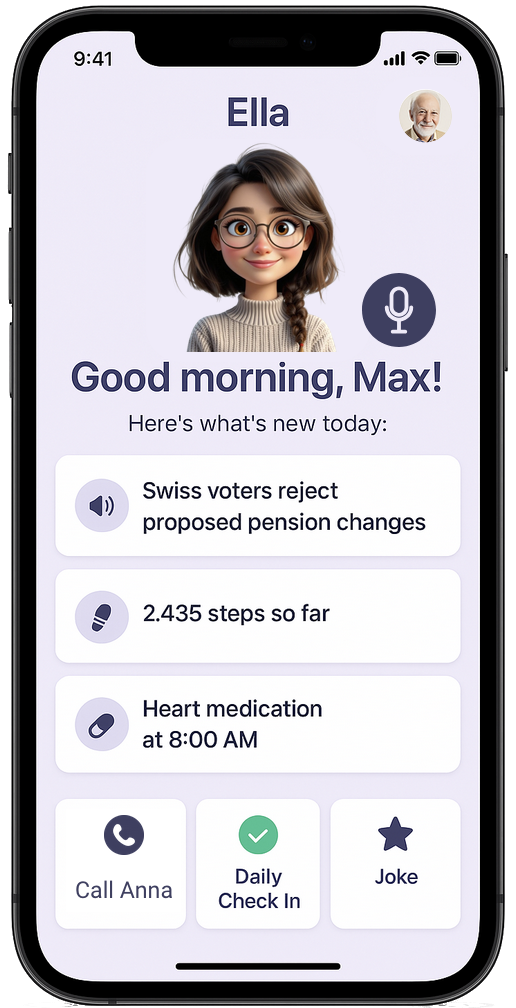 9:41
Ella
Good morning, Max!
Here's what's new today:
Swiss voters reject
proposed pension changes
2.435 steps so far
Heart medication
at 8:00 AM
Call Anna
Daily
Check In
Joke